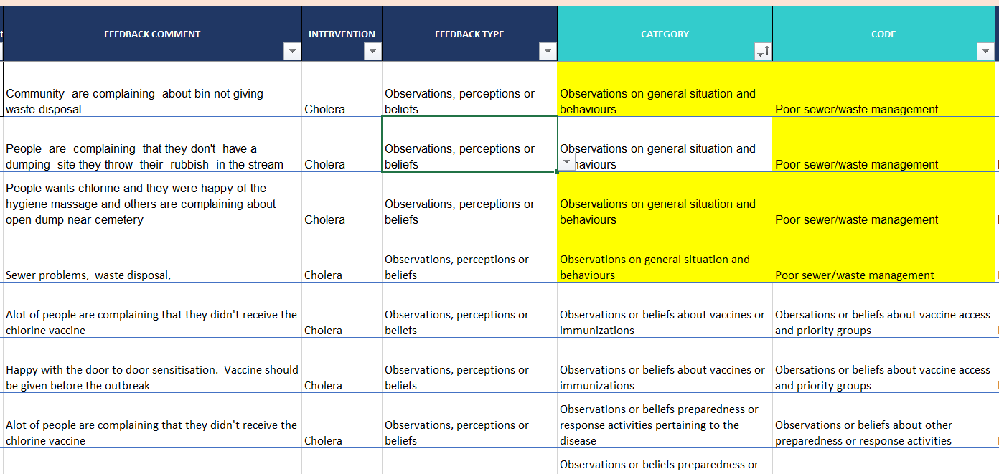 t
FEEDBACK COMMENT
INTERVENTION
FEEDBACK TYPE
CATEGORY
CODE
Community are complaining about bin not giving
waste disposal
Cholera
Observations, perceptions or
beliefs
Observations on general situation and
behaviours
Poor sewer/waste management
People are complaining that they don't have a
dumping site they throw their rubbish in the stream
Cholera
Observations, perceptions or
beliefs
Observations on general situation and
haviours
Poor sewer/waste management
People wants chlorine and they were happy of the
hygiene massage and others are complaining about
open dump near cemetery
Cholera
Observations, perceptions or
beliefs
Observations on general situation and
behaviours
Poor sewer/waste management
Sewer problems, waste disposal,
Cholera
Observations, perceptions or
beliefs
Observations on general situation and
behaviours
Poor sewer/waste management
Alot of people are complaining that they didn't receive the
chlorine vaccine
Cholera
Observations, perceptions or
beliefs
Observations or beliefs about vaccines or
immunizations
Obersations or beliefs about vaccine access
and priority groups
Happy with the door to door sensitisation. Vaccine should
be given before the outbreak
Cholera
Observations, perceptions or
beliefs
Observations or beliefs about vaccines or
immunizations
Obersations or beliefs about vaccine access
and priority groups
Alot of people are complaining that they didn't receive the
chlorine vaccine
Cholera
Observations, perceptions or
beliefs
Observations or beliefs preparedness or
response activities pertaining to the
disease
Observations or beliefs about other
preparedness or response activities
Observations or beliefs preparedness or